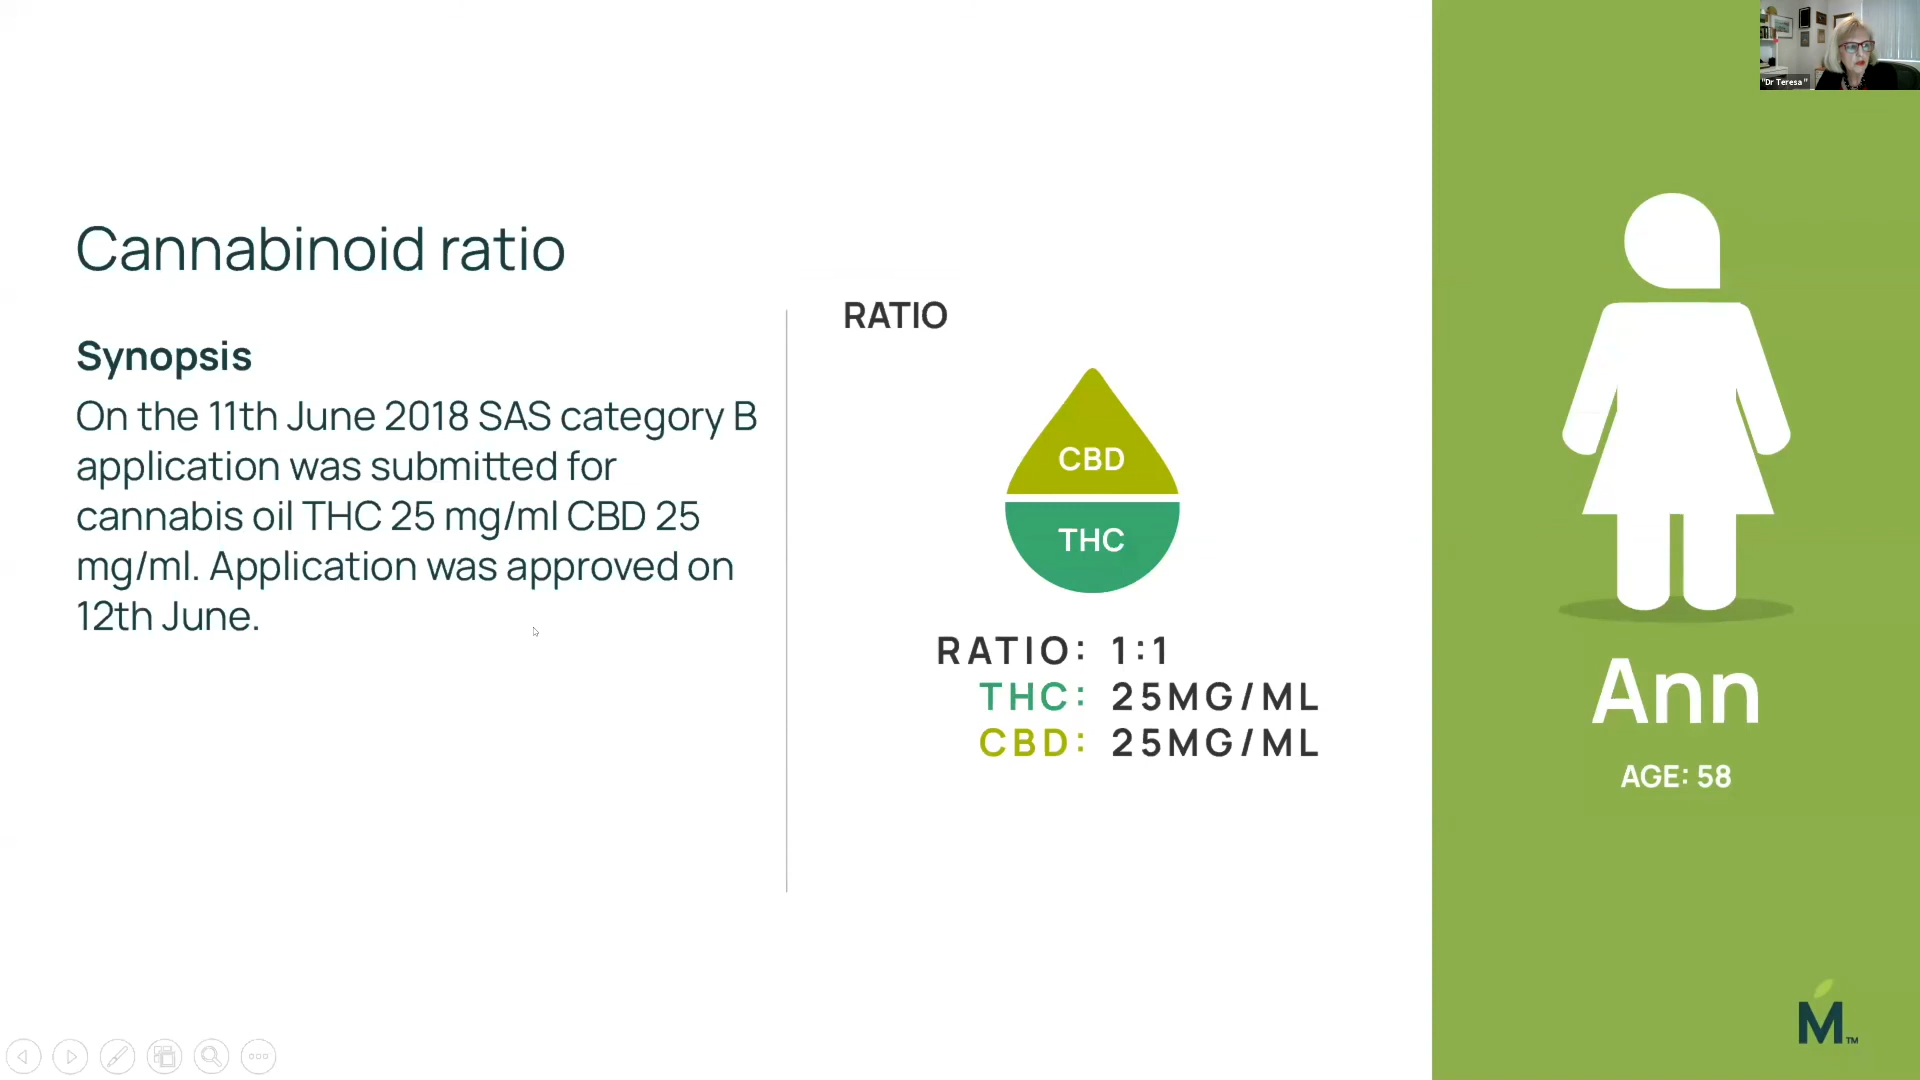 "Dr Teresa "
Cannabinoid ratio
Synopsis
On the 11th June 2018 SAS category B
application was submitted for
cannabis oil THC 25 mg/ml CBD 25
mg/ml. Application was approved on
12th June.
RATIO
CBD
THC
RATIO: 1:1
THC: 25MG/ML
CBD: 25MG/ML
Ann
AGE: 58
M™